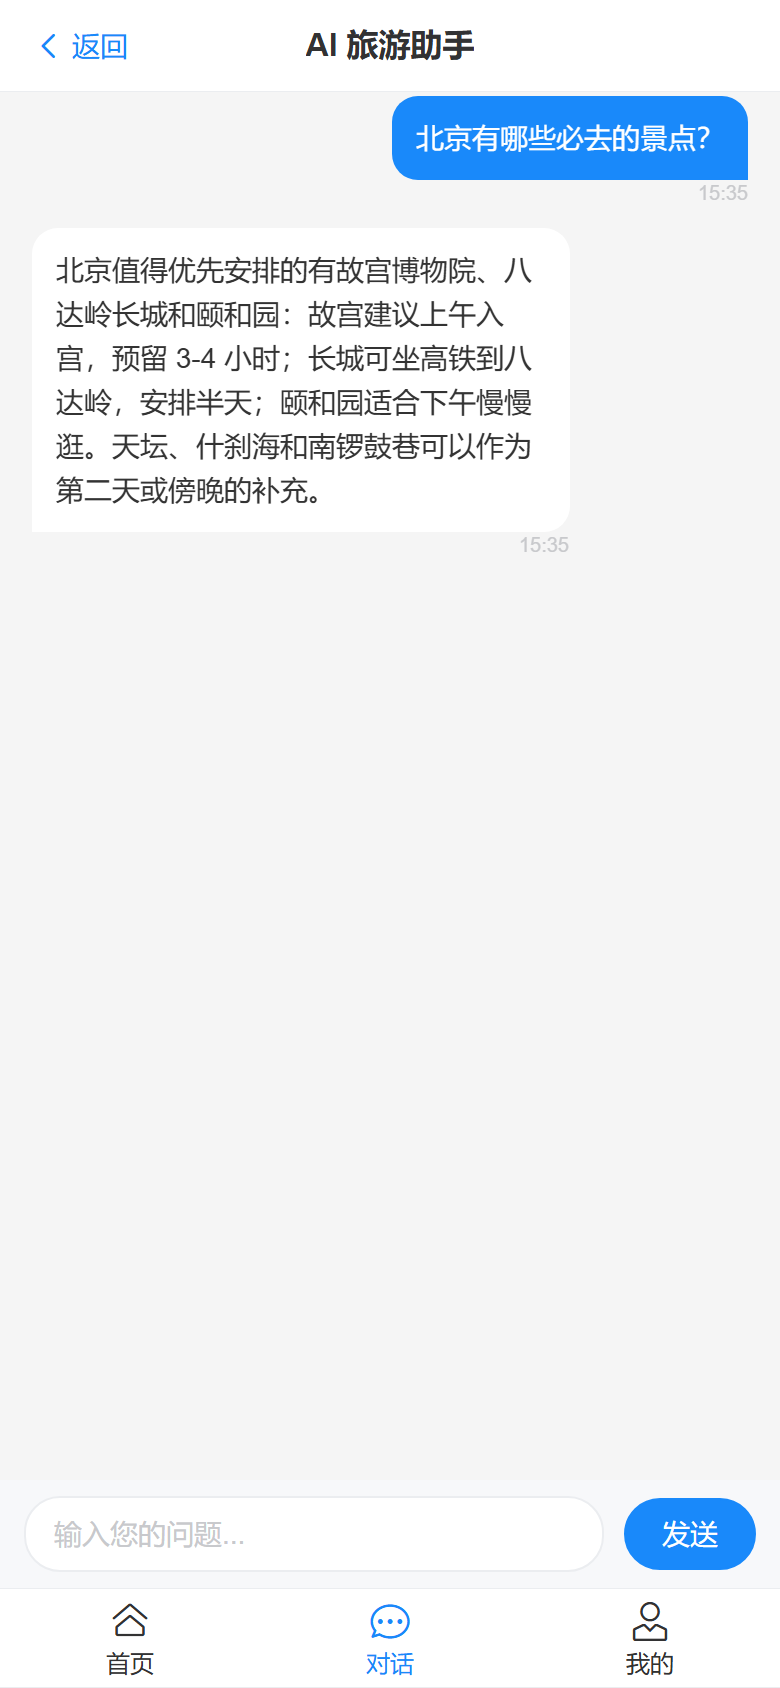 返回
AI 旅游助手
北京有哪些必去的景点？
15:35
北京值得优先安排的有故宫博物院、八
达岭长城和颐和园：故宫建议上午入
宫，预留 3-4 小时；长城可坐高铁到八
达岭，安排半天；颐和园适合下午慢慢
逛。天坛、什刹海和南锣鼓巷可以作为
第二天或傍晚的补充。
15:35
输入您的问题...
发送
首页
对话
我的